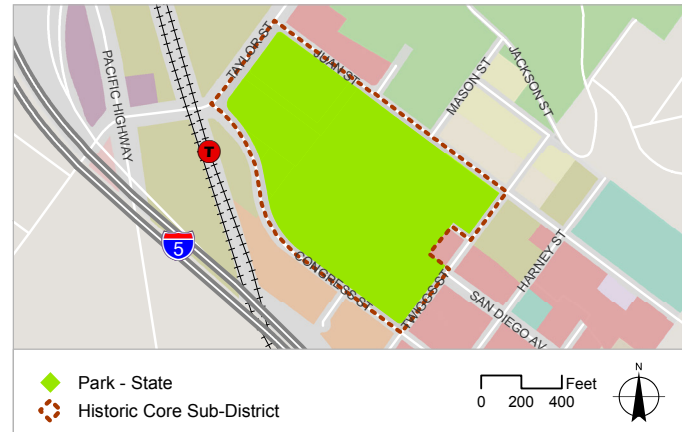 TAYLOR ST
JUAN ST
PACIFIC HIGHWAY
MASON ST
JACKSON ST
T
5
CONGRESS ST
TWIGGS ST
HARNEY ST
SAN DIEGO AV
Park - State
Historic Core Sub-District
Feet
0 200 400
N